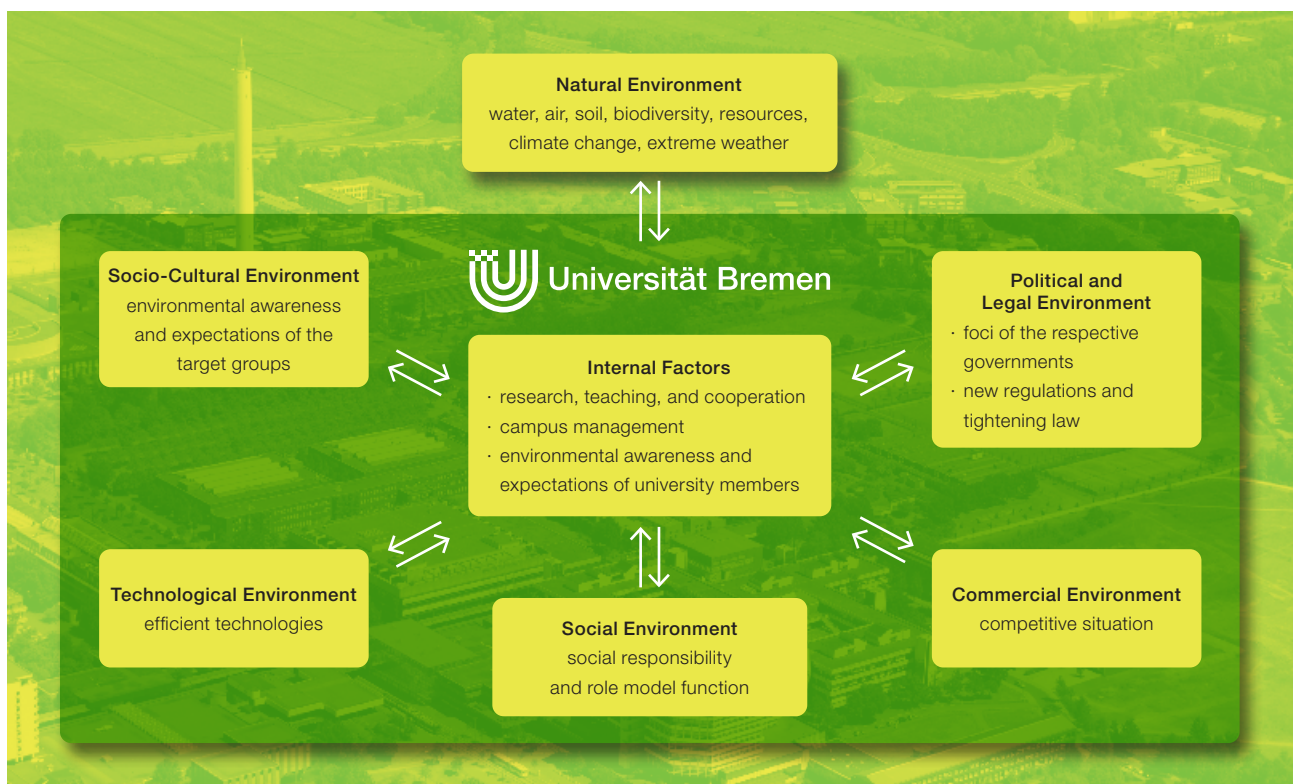 Natural Environment
water, air, soil, biodiversity, resources,
climate change, extreme weather
Universität Bremen
Socio-Cultural Environment
environmental awareness
and expectations of the
target groups
Internal Factors
· research, teaching, and cooperation
· campus management
· environmental awareness and
expectations of university members
Political and
Legal Environment
· foci of the respective
governments
· new regulations and
tightening law
Technological Environment
efficient technologies
Social Environment
social responsibility
and role model function
Commercial Environment
competitive situation